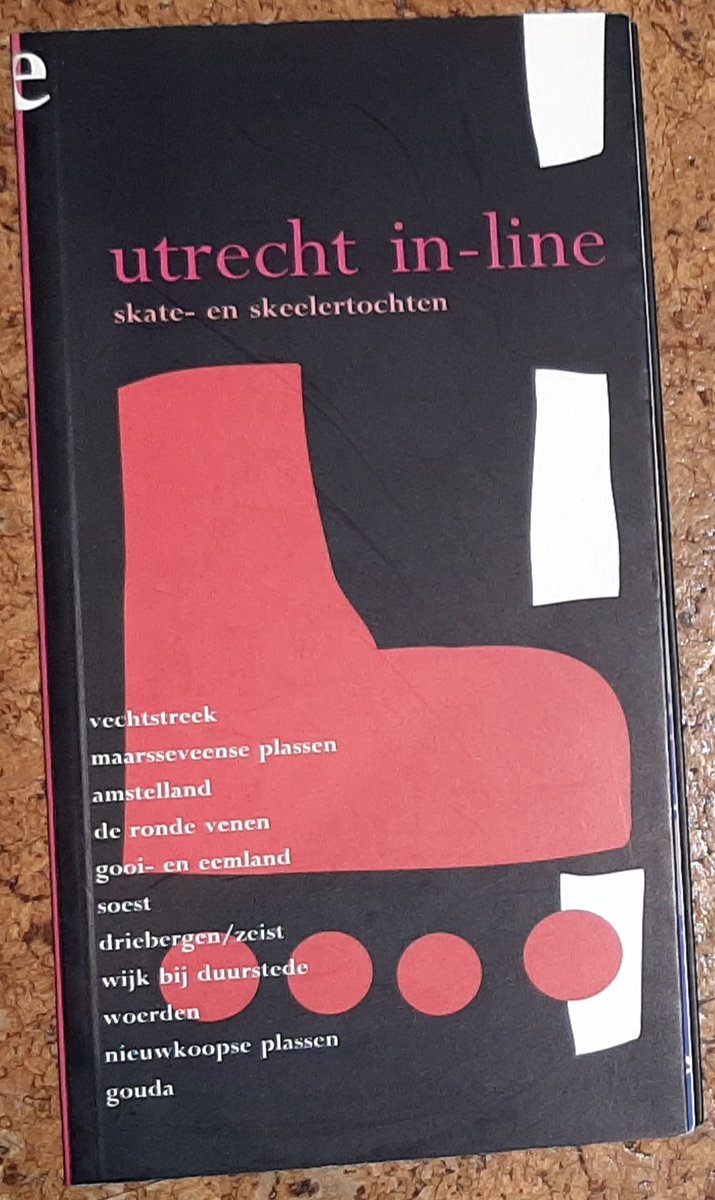 e
utrecht in-line
skate- en skeelertochten
vechtstreek
maarsseveense plassen
amstelland
de ronde venen
gooi- en eemland
soest
driebergen/zeist
wijk bij duurstede
woerden
nieuwkoopse plassen
gouda